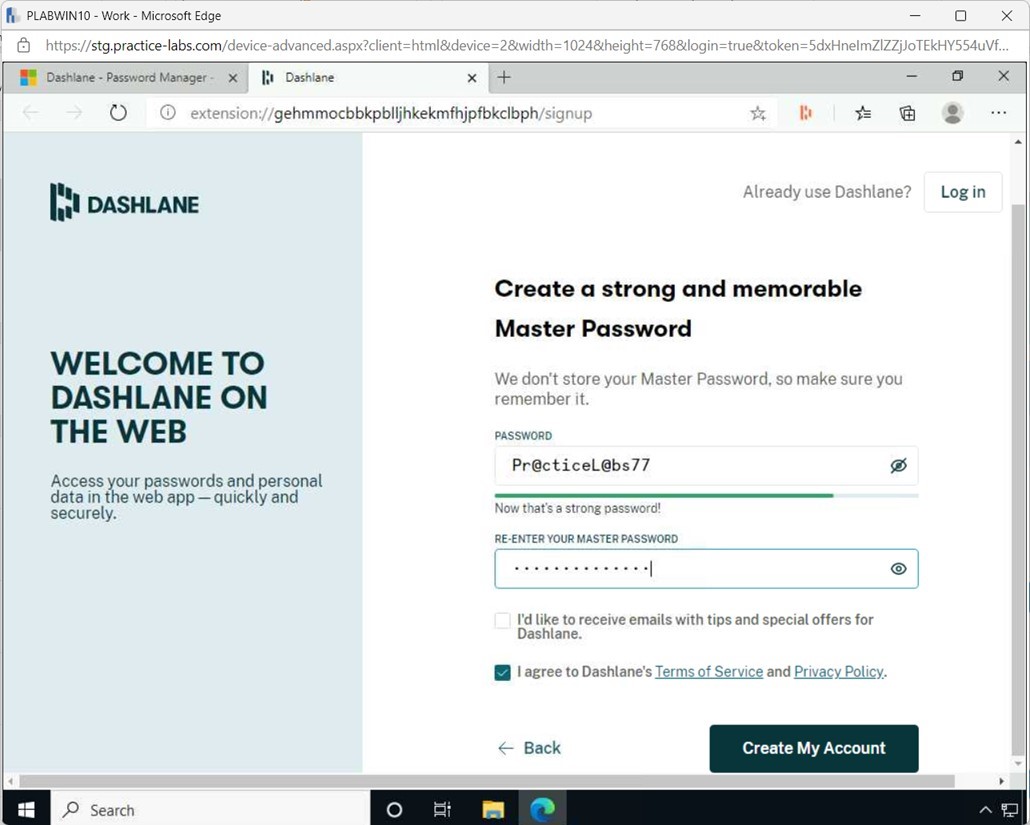 PLABWIN10 - Work - Microsoft Edge
https://stg.practice-labs.com/device-advanced.aspx?client=html&device=2&width=1024&height=768&login=true&token=5dxHneImZlZZjJoTEkHY554uVf...
Dashlane - Password Manager -
Dashlane
extension://gehmmocbbkpblljhkekmfhjpfbkclbph/signup
DASHLANE
Already use Dashlane?
Log in
Create a strong and memorable
Master Password
We don't store your Master Password, so make sure you
remember it.
WELCOME TO
DASHLANE ON
THE WEB
Access your passwords and personal
data in the web app — quickly and
securely.
PASSWORD
Pr@cticeL@bs77
Now that's a strong password!
RE-ENTER YOUR MASTER PASSWORD
I'd like to receive emails with tips and special offers for
Dashlane.
I agree to Dashlane's Terms of Service and Privacy Policy.
Back
Create My Account
Search